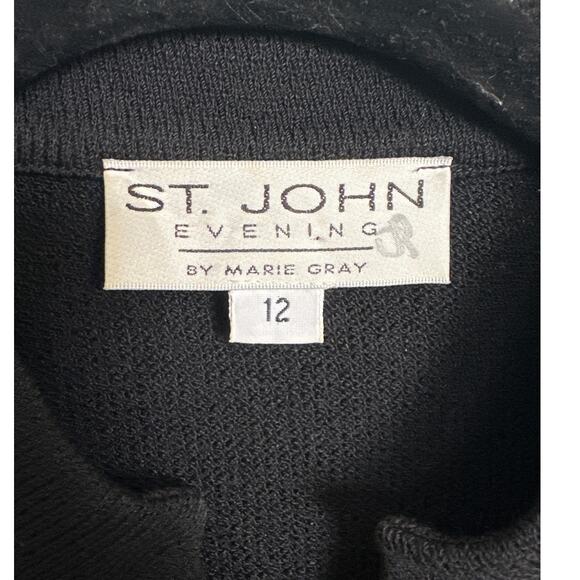 ST. JOHN
EVENING
BY MARIE GRAY
12